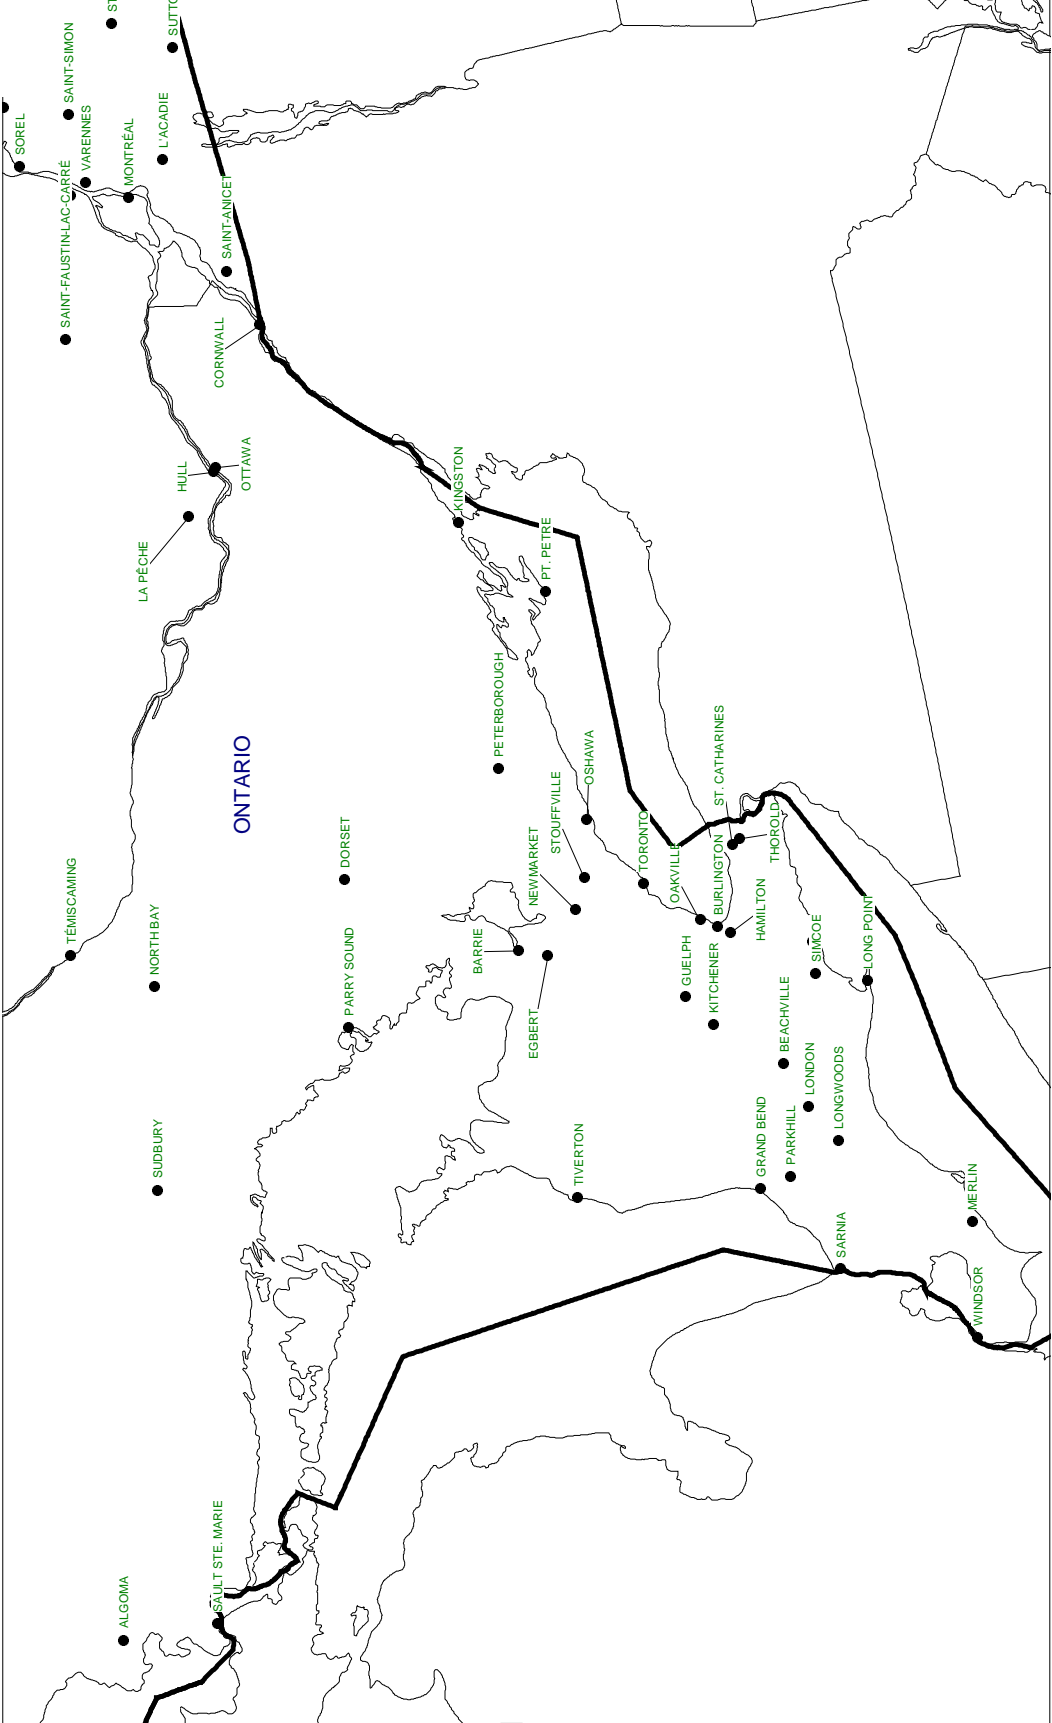 ST
SUTTO
SAINT-SIMON
SOREL
VARENNES
MONTRÉAL
L'ACADIE
SAINT-FAUSTIN-LAC-CARRÉ
SAINT-ANICET
CORNWALL
HULL
OTTAWA
LA PÊCHE
KINGSTON
PT. PETRE
PETERBOROUGH
ONTARIO
OSHAWA
STOUFFVILLE
ST. CATHARINES
TORONTO
THOROLD
NEWMARKET
OAKVILLE
BURLINGTON
DORSET
TÉMISCAMING
NORTH BAY
PARRY SOUND
BARRIE
HAMILTON
GUELPH
KITCHENER
SIMCOE
LONG POINT
EGBERT
BEACHVILLE
LONDON
LONGWOODS
SUDBURY
TIVERTON
GRAND BEND
PARKHILL
MERLIN
SARNIA
WINDSOR
SAULT STE. MARIE
ALGOMA